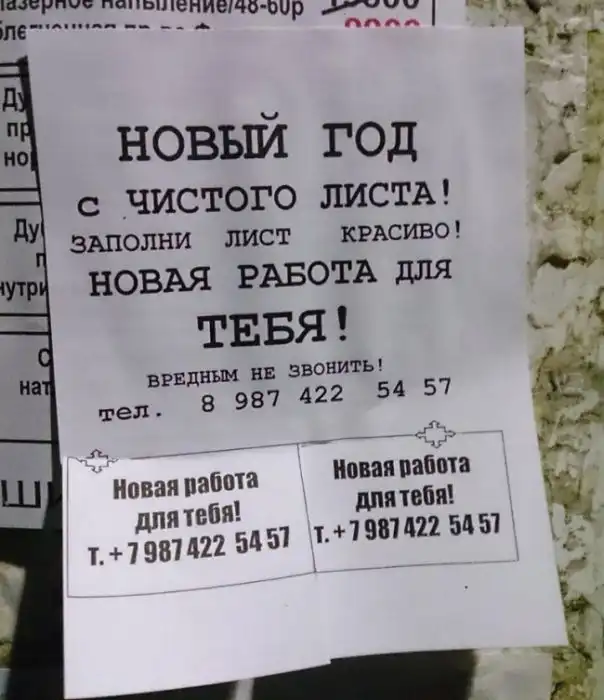 лазерное напыление/48-60р
НОВЫЙ ГОД
с ЧИСТОГО ЛИСТА!
ЗАПОЛНИ ЛИСТ КРАСИВО!
НОВАЯ РАБОТА ДЛЯ
ТЕБЯ!
ВРЕДНЫМ НЕ ЗВОНИТЬ!
тел. 8 987 422 54 57
Новая работа
для тебя!
т. +7 987 422 54 57
Новая работа
для тебя!
т. +7 987 422 54 57